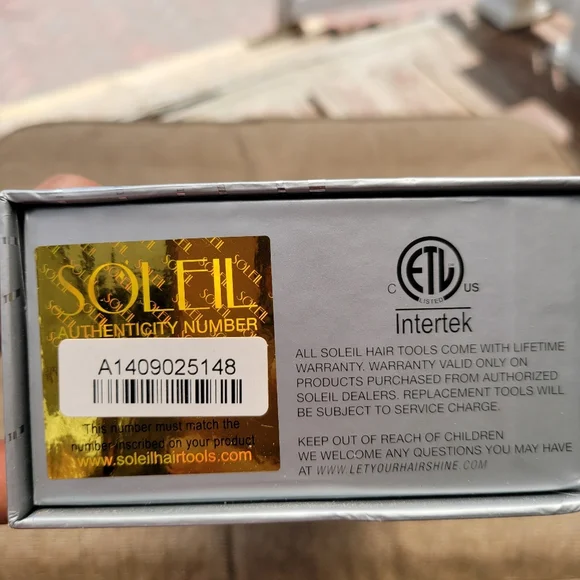 SOLEIL
AUTHENTICITY NUMBER
A1409025148
This number must match the
number inscribed on your product
www.soleilhairtools.com
ETL
LISTED
C US
Intertek
ALL SOLEIL HAIR TOOLS COME WITH LIFETIME
WARRANTY. WARRANTY VALID ONLY ON
PRODUCTS PURCHASED FROM AUTHORIZED
SOLEIL DEALERS. REPLACEMENT TOOLS WILL
BE SUBJECT TO SERVICE CHARGE.
KEEP OUT OF REACH OF CHILDREN
WE WELCOME ANY QUESTIONS YOU MAY HAVE
AT WWW.LETYOURHAIRSHINE.COM